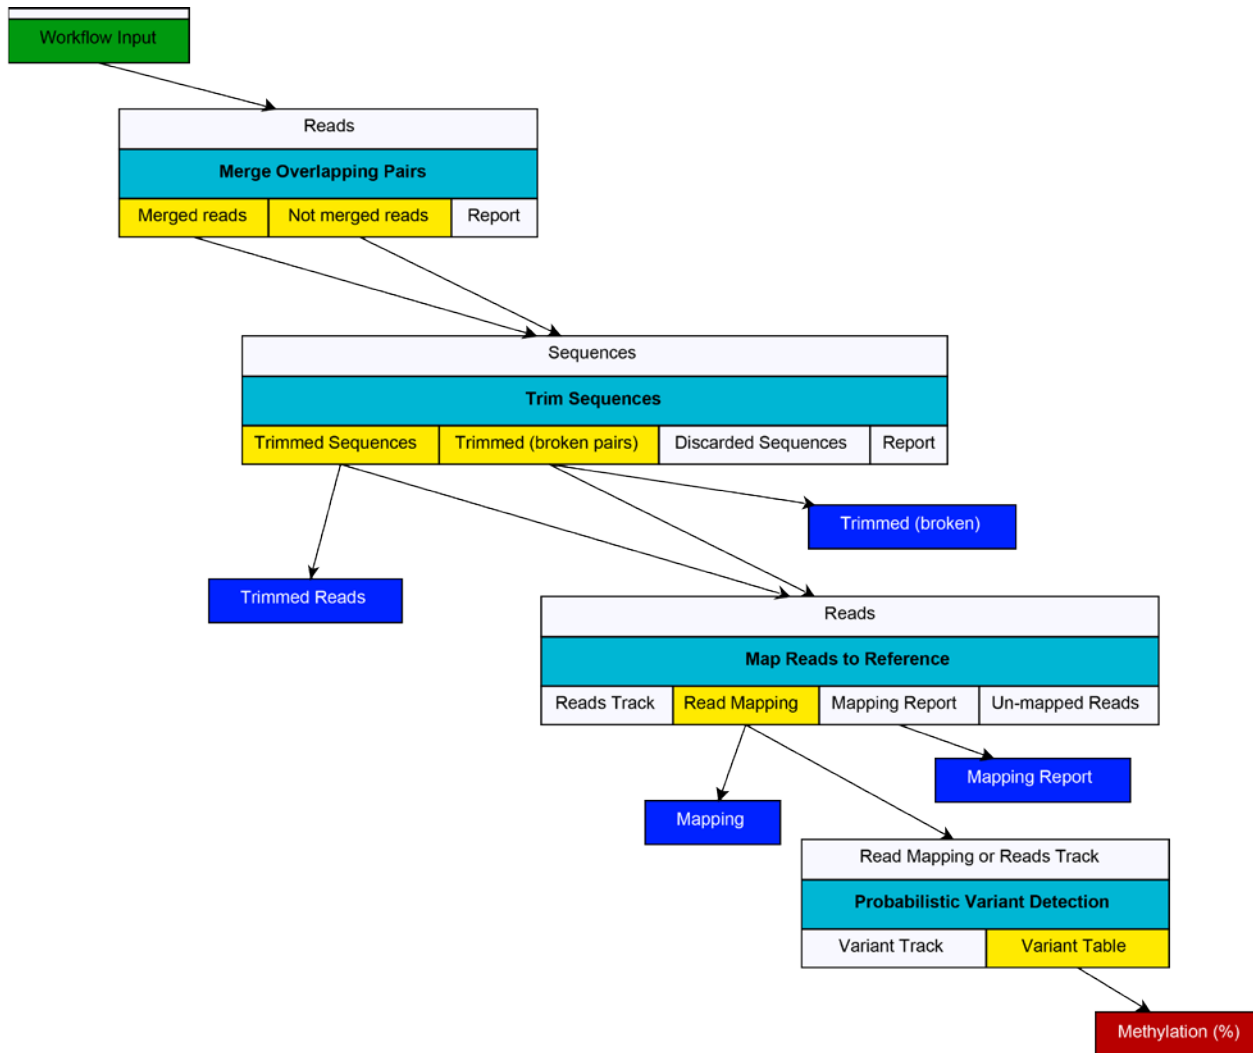 Workflow Input
Reads
Merge Overlapping Pairs
Merged reads Not merged reads Report
Sequences
Trim Sequences
Trimmed Sequences Trimmed (broken pairs) Discarded Sequences Report
Trimmed (broken)
Trimmed Reads
Reads
Map Reads to Reference
Reads Track Read Mapping Mapping Report Un-mapped Reads
Mapping Report
Mapping
Read Mapping or Reads Track
Probabilistic Variant Detection
Variant Track Variant Table
Methylation (%)